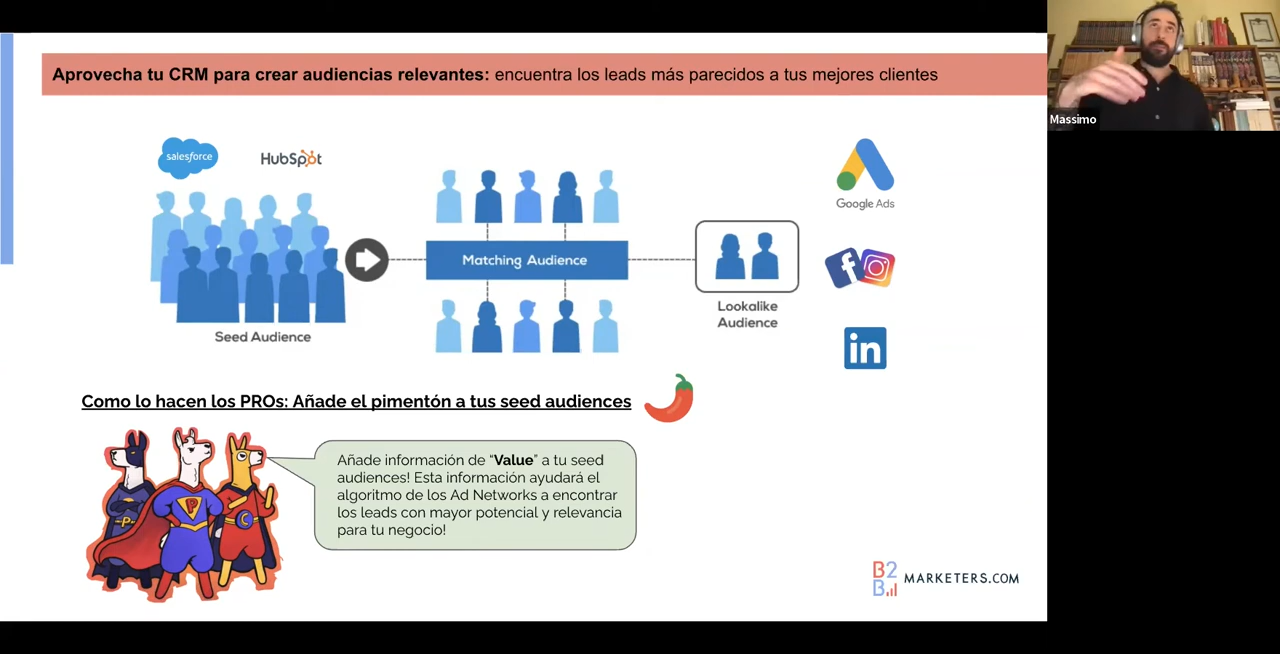 Aprovecha tu CRM para crear audiencias relevantes: encuentra los leads más parecidos a tus mejores clientes
Massimo
salesforce
HubSpot
Google Ads
Matching Audience
Lookalike
Audience
Seed Audience
in
Como lo hacen los PROs: Añade el pimentón a tus seed audiences
Añade información de “Value” a tu seed
audiences! Esta información ayudará el
algoritmo de los Ad Networks a encontrar
los leads con mayor potencial y relevancia
para tu negocio!
P
P
C
B2B MARKETERS.COM